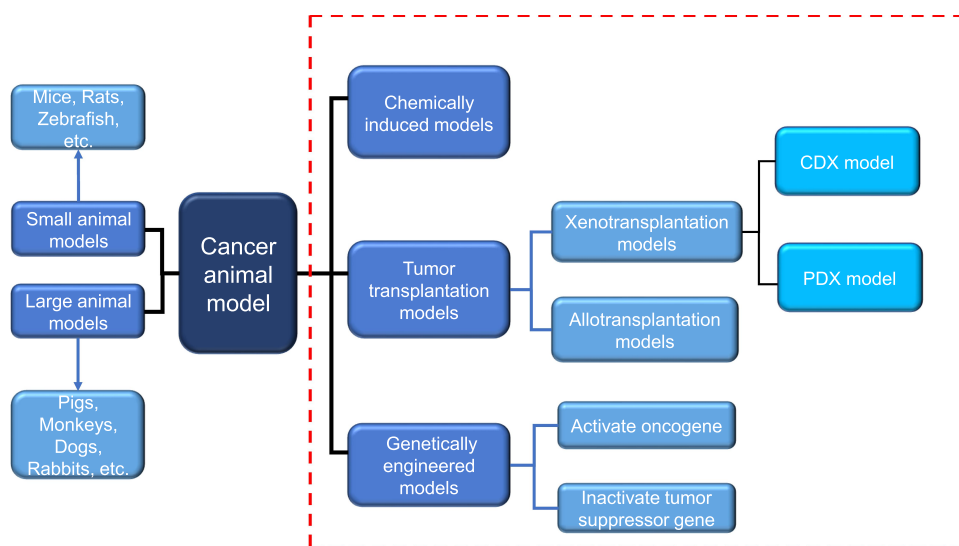 Mice, Rats,
Zebrafish,
etc.
Small animal
models
Large animal
models
Pigs,
Monkeys,
Dogs,
Rabbits, etc.
Cancer
animal
model
Chemically
induced models
Tumor
transplantation
models
Genetically
engineered
models
Xenotransplantation
models
Allotransplantation
models
Activate oncogene
Inactivate tumor
suppressor gene
CDX model
PDX model